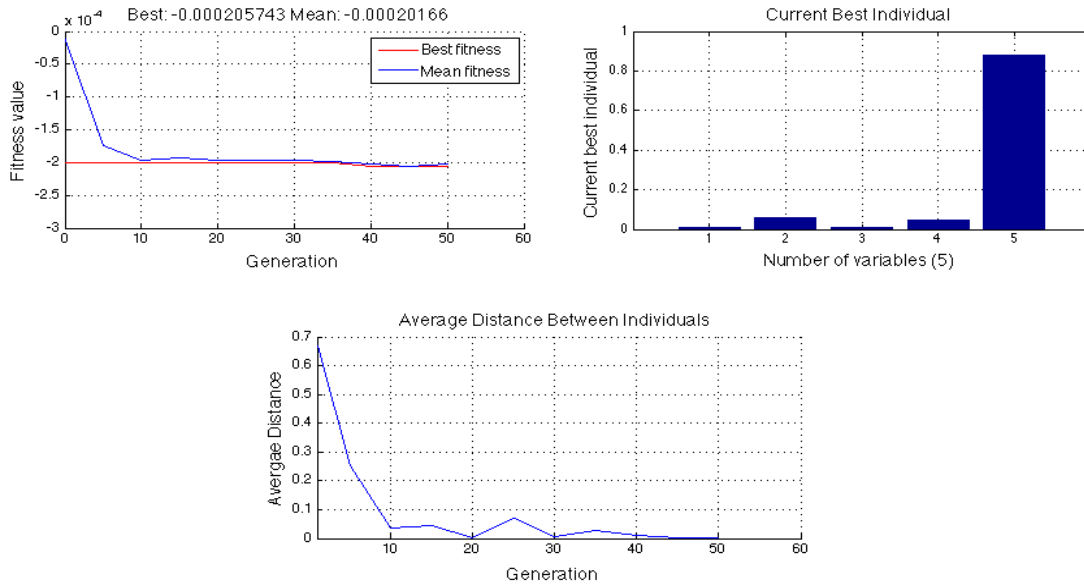 Best: -0.000205743 Mean: -0.00020166
x 10^-4
0
-0.5
-1
-1.5
-2
-2.5
-3
Fitness value
Best fitness
Mean fitness
0 10 20 30 40 50 60
Generation
Current Best Individual
1
0.8
0.6
0.4
0.2
0
Current best individual
1 2 3 4 5
Number of variables (5)
Average Distance Between Individuals
0.7
0.6
0.5
0.4
0.3
0.2
0.1
0
Avergae Distance
10 20 30 40 50 60
Generation